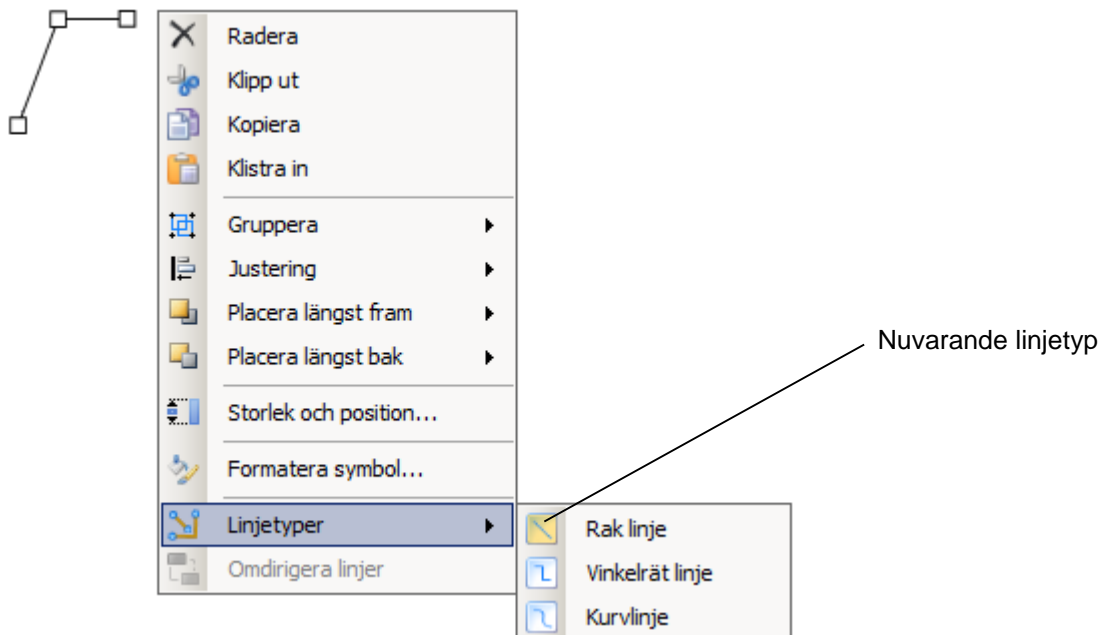 Radera
Klipp ut
Kopiera
Klistra in
Gruppera
Justering
Placera längst fram
Placera längst bak
Storlek och position...
Formatera symbol...
Linjetyper
Omdirigera linjer
Nuvarande linjetyp
Rak linje
Vinkelrät linje
Kurvlinje